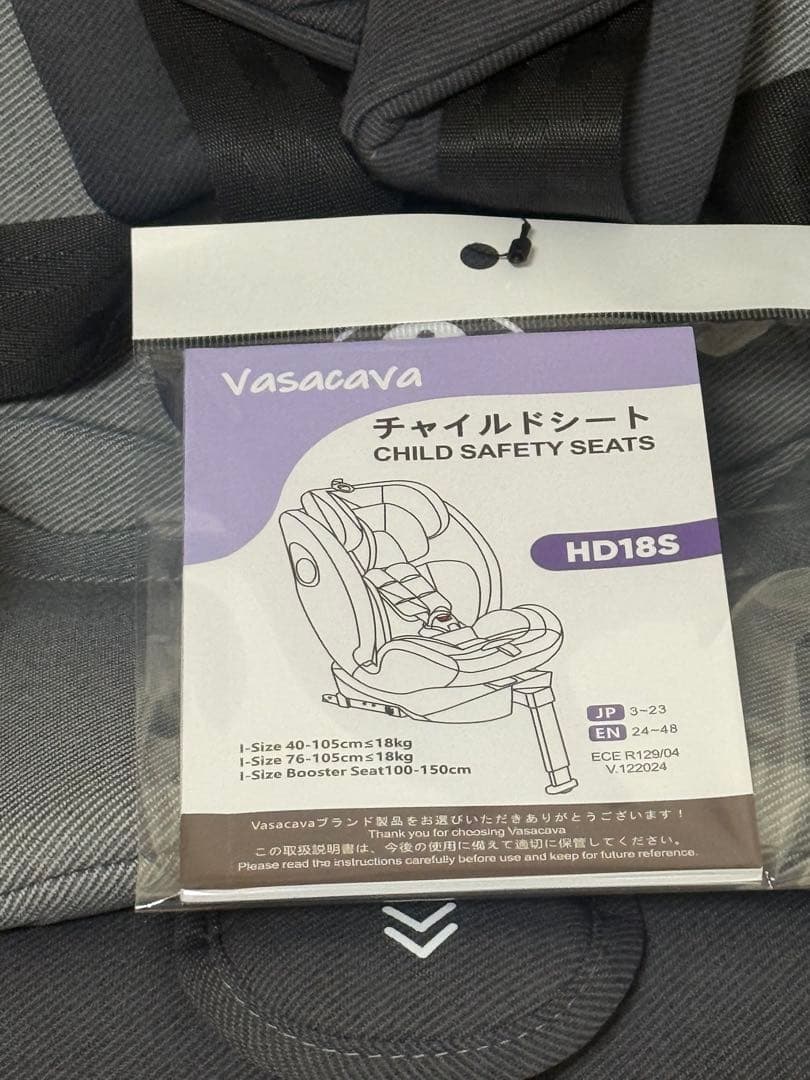 Vasacava
チャイルドシート
CHILD SAFETY SEATS
HD18S
JP 3~23
EN 24~48
ECE R129/04
V.122024
I-Size 40-105cm≤18kg
I-Size 76-105cm≤18kg
I-Size Booster Seat100-150cm
Vasacavaブランド製品をお選びいただきありがとうございます！
Thank you for choosing Vasacava
この取扱説明書は、今後の使用に備えて適切に保管してください。
Please read the instructions carefully before use and keep for future reference.